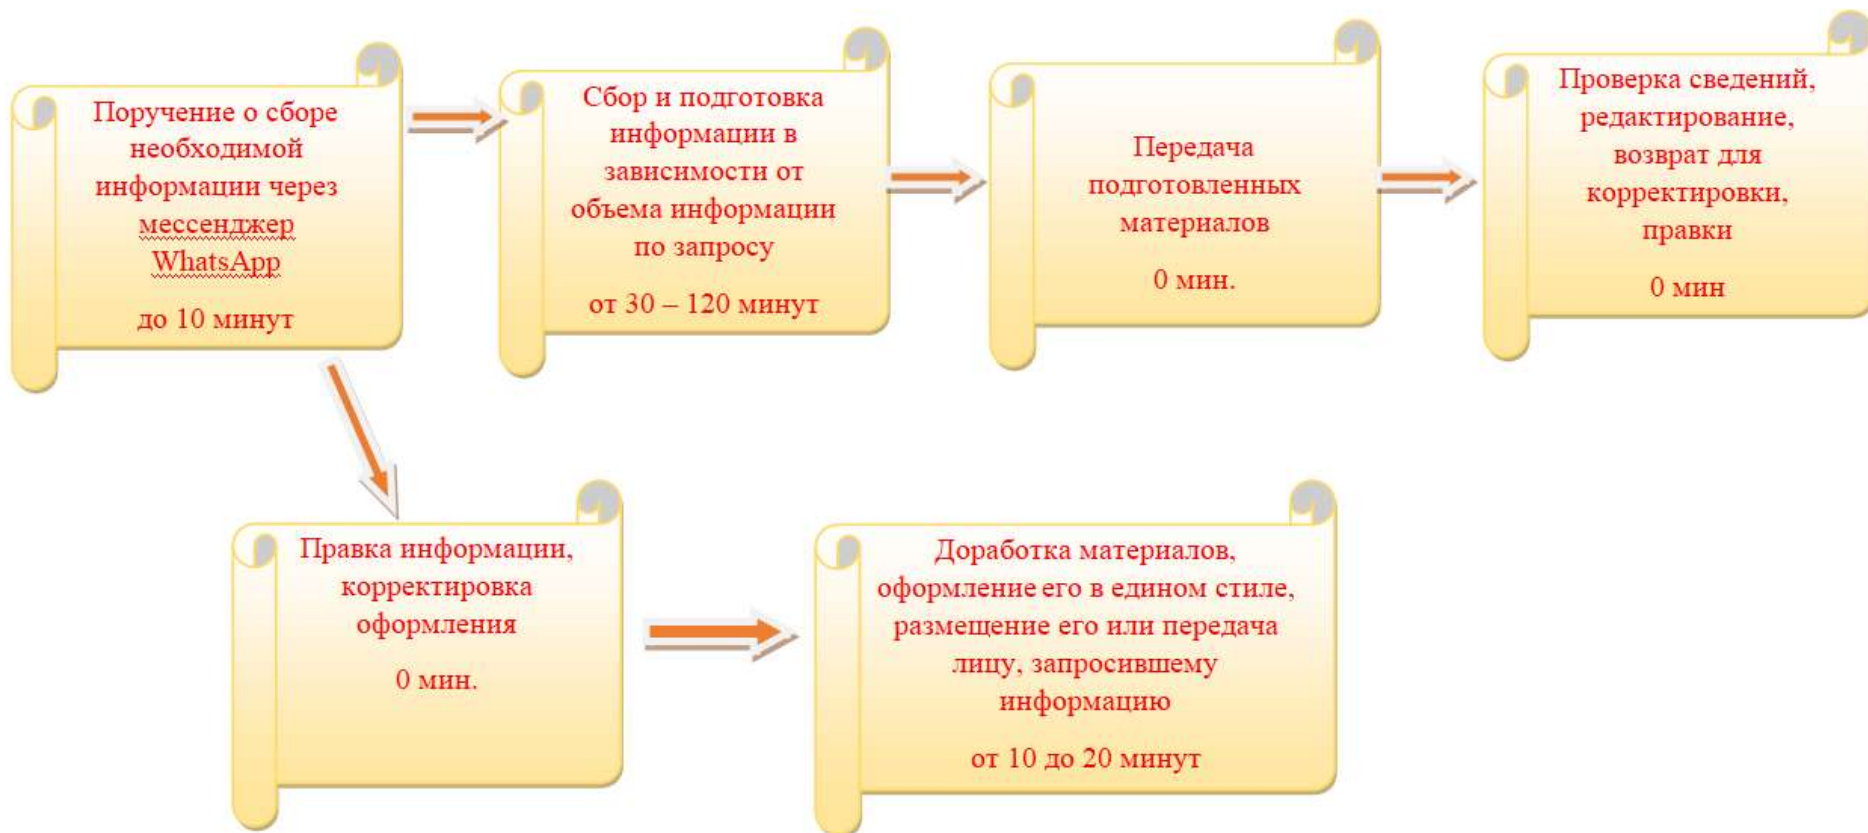 Поручение о сборе
необходимой
информации через
мессенджер
WhatsApp
до 10 минут
Сбор и подготовка
информации в
зависимости от
объема информации
по запросу
от 30 – 120 минут
Передача
подготовленных
материалов
0 мин.
Проверка сведений,
редактирование,
возврат для
корректировки,
правки
0 мин
Правка информации,
корректировка
оформления
0 мин.
Доработка материалов,
оформление его в едином стиле,
размещение его или передача
лицу, запросившему
информацию
от 10 до 20 минут